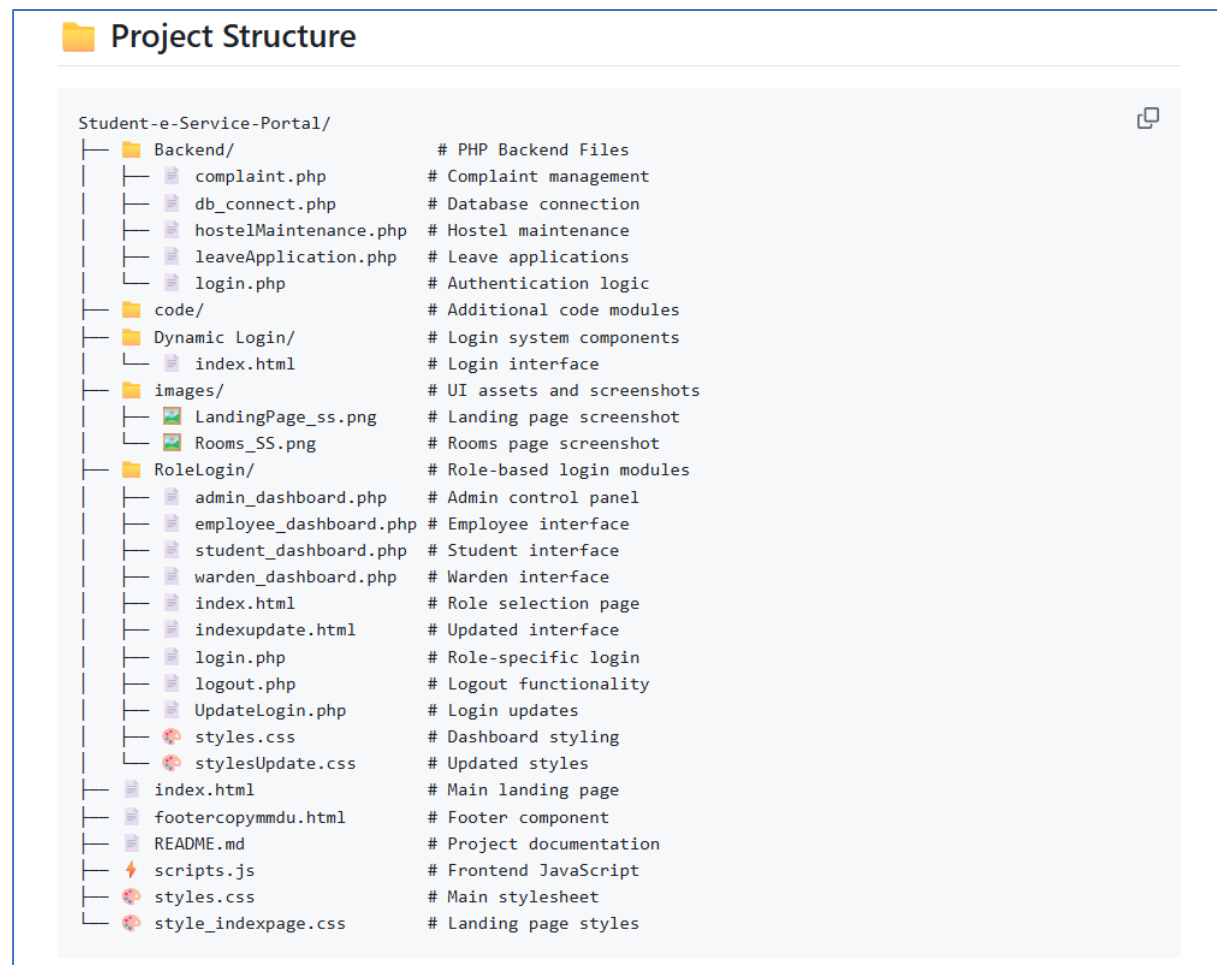 Project Structure
Student-e-Service-Portal/
├── 📁 Backend/                    # PHP Backend Files
│   ├── 📄 complaint.php          # Complaint management
│   ├── 📄 db_connect.php         # Database connection
│   ├── 📄 hostelMaintenance.php  # Hostel maintenance
│   ├── 📄 leaveApplication.php   # Leave applications
│   └── 📄 login.php              # Authentication logic
├── 📁 code/                      # Additional code modules
├── 📁 Dynamic Login/             # Login system components
│   └── 📄 index.html             # Login interface
├── 📁 images/                    # UI assets and screenshots
│   ├── 🖼️ LandingPage_ss.png     # Landing page screenshot
│   └── 🖼️ Rooms_SS.png           # Rooms page screenshot
├── 📁 RoleLogin/                 # Role-based login modules
│   ├── 📄 admin_dashboard.php    # Admin control panel
│   ├── 📄 employee_dashboard.php # Employee interface
│   ├── 📄 student_dashboard.php  # Student interface
│   ├── 📄 warden_dashboard.php   # Warden interface
│   ├── 📄 index.html             # Role selection page
│   ├── 📄 indexupdate.html       # Updated interface
│   ├── 📄 login.php              # Role-specific login
│   ├── 📄 logout.php             # Logout functionality
│   ├── 📄 UpdateLogin.php        # Login updates
│   ├── 🎨 styles.css             # Dashboard styling
│   └── 🎨 stylesUpdate.css       # Updated styles
├── 📄 index.html                 # Main landing page
├── 📄 footercopymmdu.html        # Footer component
├── 📄 README.md                  # Project documentation
├── ⚡ scripts.js                 # Frontend JavaScript
├── 🎨 styles.css                 # Main stylesheet
└── 🎨 style_indexpage.css        # Landing page styles